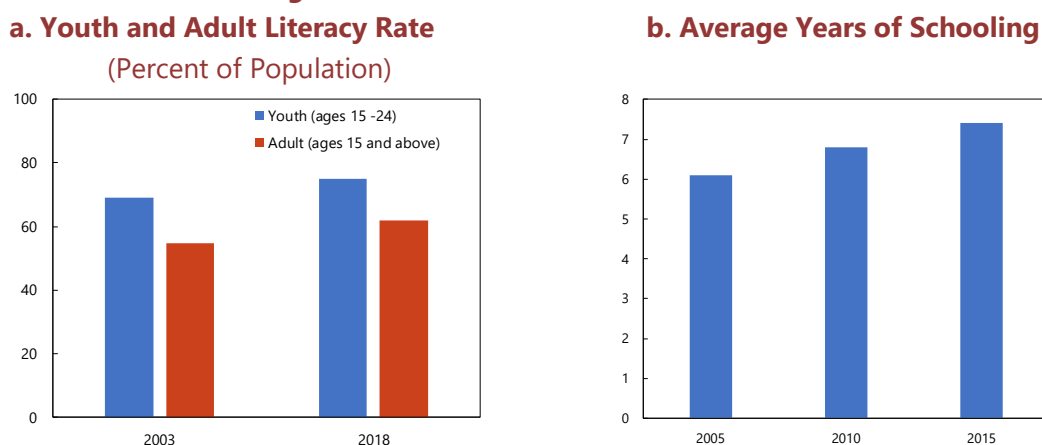 a. Youth and Adult Literacy Rate
(Percent of Population)
100
80
60
40
20
0
Youth (ages 15 -24)
Adult (ages 15 and above)
2003 2018
b. Average Years of Schooling
8
7
6
5
4
3
2
1
0
2005 2010 2015